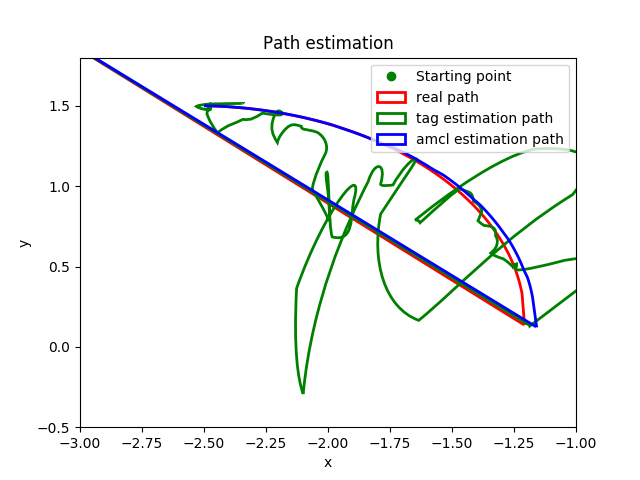 Path estimation
Starting point
real path
tag estimation path
amcl estimation path
y
1.5
1.0
0.5
0.0
−0.5
−3.00 −2.75 −2.50 −2.25 −2.00 −1.75 −1.50 −1.25 −1.00
x